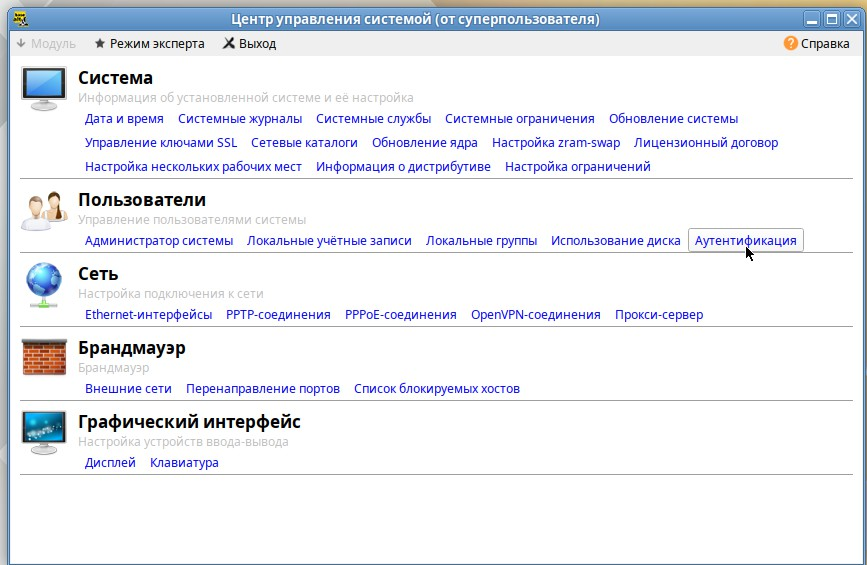 Центр управления системой (от суперпользователя)
Модуль Режим эксперта Выход Справка
Система
Информация об установленной системе и её настройка
Дата и время Системные журналы Системные службы Системные ограничения Обновление системы
Управление ключами SSL Сетевые каталоги Обновление ядра Настройка zram-swap Лицензионный договор
Настройка нескольких рабочих мест Информация о дистрибутиве Настройка ограничений
Пользователи
Управление пользователями системы
Администратор системы Локальные учётные записи Локальные группы Использование диска Аутентификация
Сеть
Настройка подключения к сети
Ethernet-интерфейсы PPTP-соединения PPPoE-соединения OpenVPN-соединения Прокси-сервер
Брандмауэр
Брандмауэр
Внешние сети Перенаправление портов Список блокируемых хостов
Графический интерфейс
Настройка устройств ввода-вывода
Дисплей Клавиатура